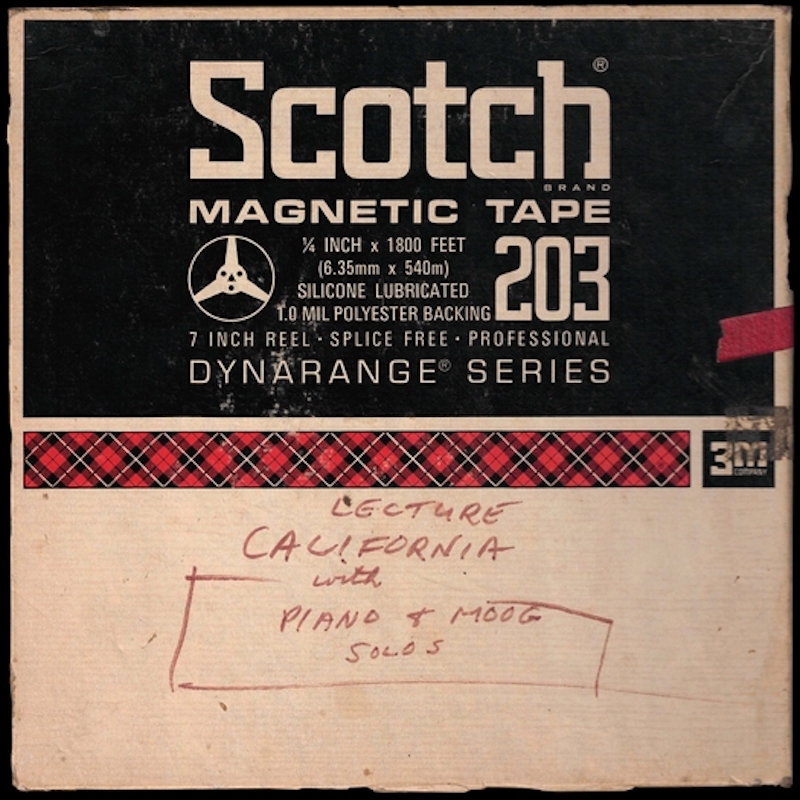 Scotch®
BRAND
MAGNETIC TAPE
¼ INCH x 1800 FEET
(6.35mm x 540m)
SILICONE LUBRICATED
1.0 MIL POLYESTER BACKING
203
7 INCH REEL · SPLICE FREE · PROFESSIONAL
DYNARANGE® SERIES
3M
COMPANY
LECTURE
CALIFORNIA
with
PIANO & MOOG
SOLOS